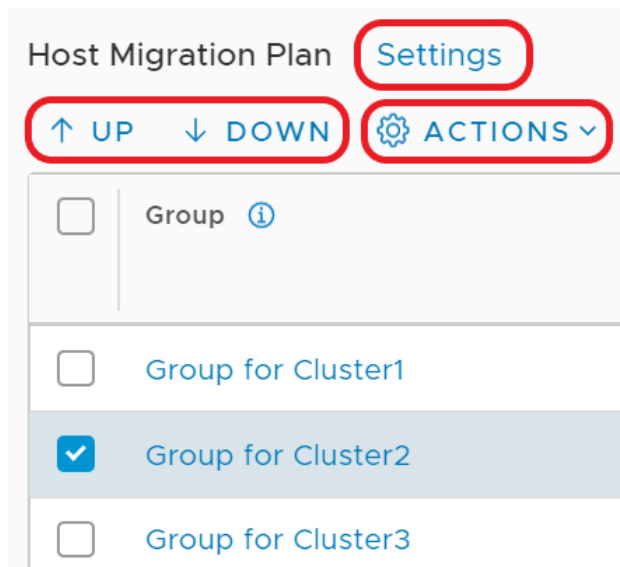 Host Migration Plan Settings
UP DOWN ACTIONS
Group
Group for Cluster1
Group for Cluster2
Group for Cluster3